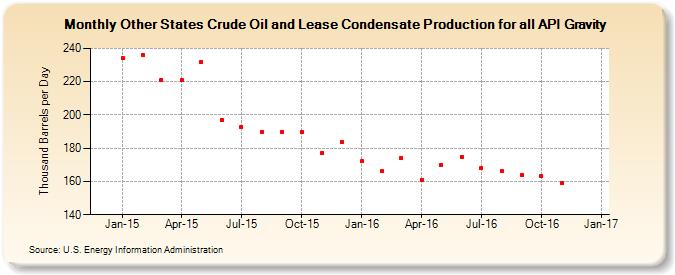 Monthly Other States Crude Oil and Lease Condensate Production for all API Gravity
Thousand Barrels per Day
240
220
200
180
160
140
Jan-15 Apr-15 Jul-15 Oct-15 Jan-16 Apr-16 Jul-16 Oct-16 Jan-17
Source: U.S. Energy Information Administration